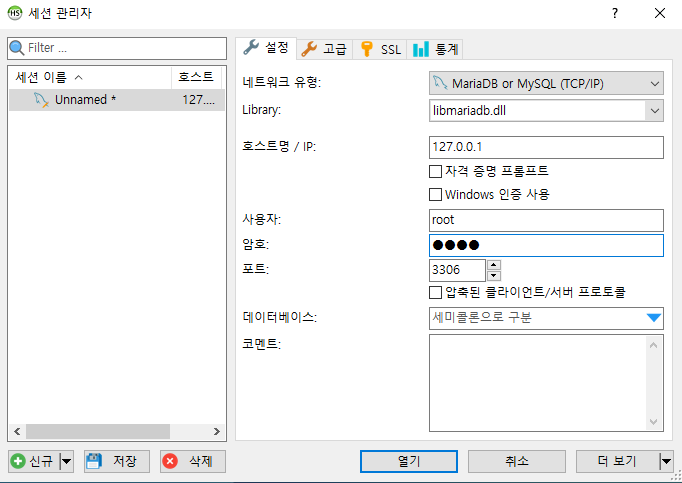 세션 관리자
Filter ...
세션 이름 호스트
Unnamed * 127....
설정 고급 SSL 통계
네트워크 유형: MariaDB or MySQL (TCP/IP)
Library: libmariadb.dll
호스트명 / IP: 127.0.0.1
자격 증명 프롬프트
Windows 인증 사용
사용자: root
암호: ●●●●
포트: 3306
압축된 클라이언트/서버 프로토콜
데이터베이스: 세미콜론으로 구분
코멘트:
신규 저장 삭제 열기 취소 더 보기